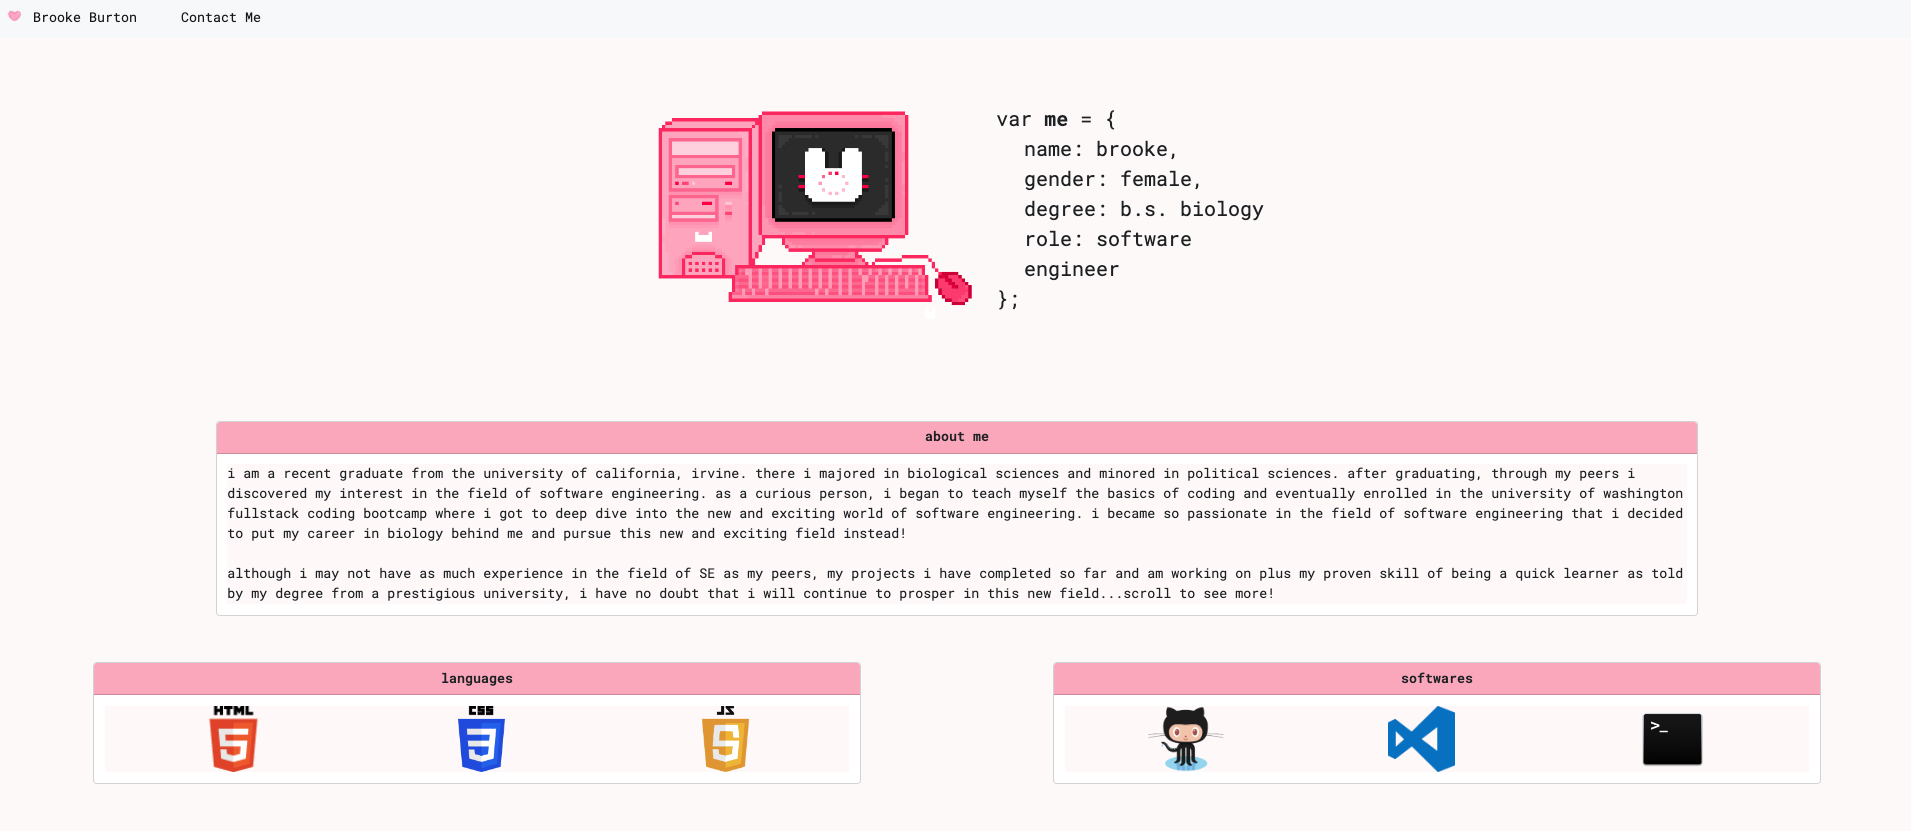 Brooke Burton Contact Me
var me = {
name: brooke,
gender: female,
degree: b.s. biology
role: software
engineer
};
about me
i am a recent graduate from the university of california, irvine. there i majored in biological sciences and minored in political sciences. after graduating, through my peers i
discovered my interest in the field of software engineering. as a curious person, i began to teach myself the basics of coding and eventually enrolled in the university of washington
fullstack coding bootcamp where i got to deep dive into the new and exciting world of software engineering. i became so passionate in the field of software engineering that i decided
to put my career in biology behind me and pursue this new and exciting field instead!
although i may not have as much experience in the field of SE as my peers, my projects i have completed so far and am working on plus my proven skill of being a quick learner as told
by my degree from a prestigious university, i have no doubt that i will continue to prosper in this new field...scroll to see more!
languages
HTML CSS JS
5 3 5
softwares
>_